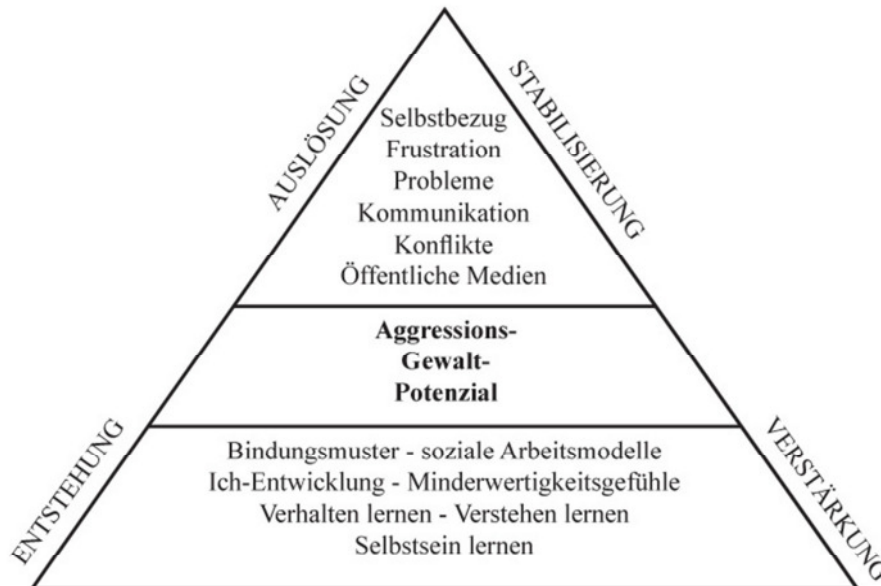 AUSLÖSUNG
STABILISIERUNG
Selbstbezug
Frustration
Probleme
Kommunikation
Konflikte
Öffentliche Medien
Aggressions-
Gewalt-
Potenzial
ENTSTEHUNG
VERSTÄRKUNG
Bindungsmuster - soziale Arbeitsmodelle
Ich-Entwicklung - Minderwertigkeitsgefühle
Verhalten lernen - Verstehen lernen
Selbstsein lernen